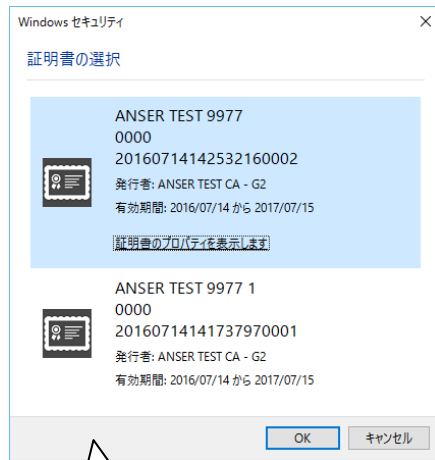 Windows セキュリティ
証明書の選択
ANSER TEST 9977
0000
20160714142532160002
発行者: ANSER TEST CA - G2
有効期間: 2016/07/14 から 2017/07/15
証明書のプロパティを表示します
ANSER TEST 9977 1
0000
20160714141737970001
発行者: ANSER TEST CA - G2
有効期間: 2016/07/14 から 2017/07/15
OK キャンセル